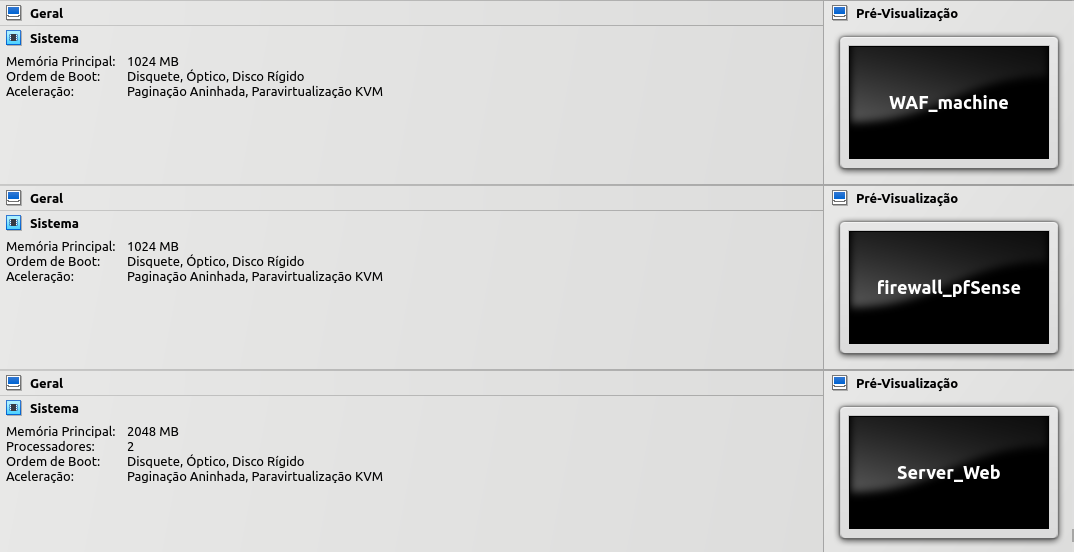 Geral
Pré-Visualização
Sistema
Memória Principal: 1024 MB
Ordem de Boot: Disquete, Óptico, Disco Rígido
Aceleração: Paginação Aninhada, Paravirtualização KVM
WAF_machine
Geral
Pré-Visualização
Sistema
Memória Principal: 1024 MB
Ordem de Boot: Disquete, Óptico, Disco Rígido
Aceleração: Paginação Aninhada, Paravirtualização KVM
firewall_pfSense
Geral
Pré-Visualização
Sistema
Memória Principal: 2048 MB
Processadores: 2
Ordem de Boot: Disquete, Óptico, Disco Rígido
Aceleração: Paginação Aninhada, Paravirtualização KVM
Server_Web